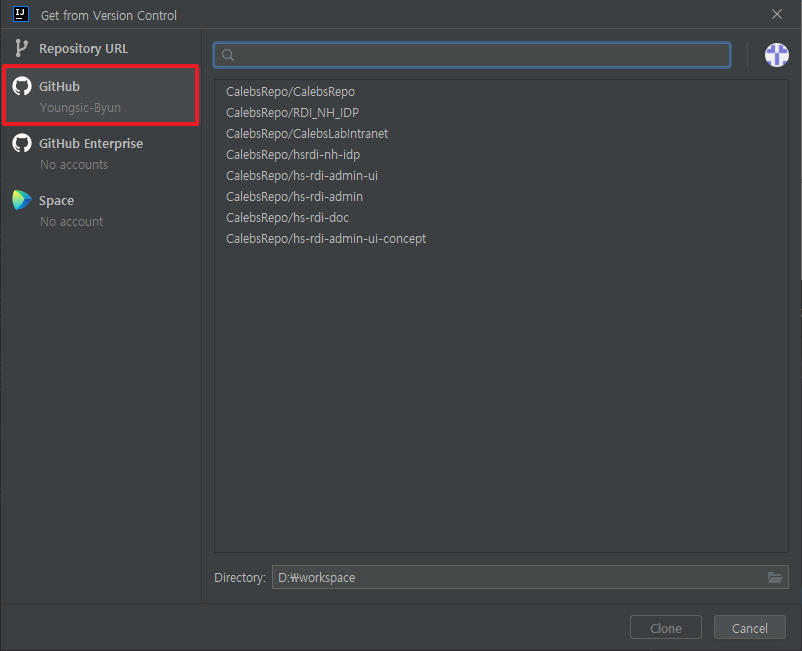 IJ
Get from Version Control
Repository URL
GitHub
Youngsic-Byun
GitHub Enterprise
No accounts
Space
No account
CalebsRepo/CalebsRepo
CalebsRepo/RDI_NH_IDP
CalebsRepo/CalebsLabIntranet
CalebsRepo/hsrdi-nh-idp
CalebsRepo/hs-rdi-admin-ui
CalebsRepo/hs-rdi-admin
CalebsRepo/hs-rdi-doc
CalebsRepo/hs-rdi-admin-ui-concept
Directory: D:₩workspace
Clone Cancel